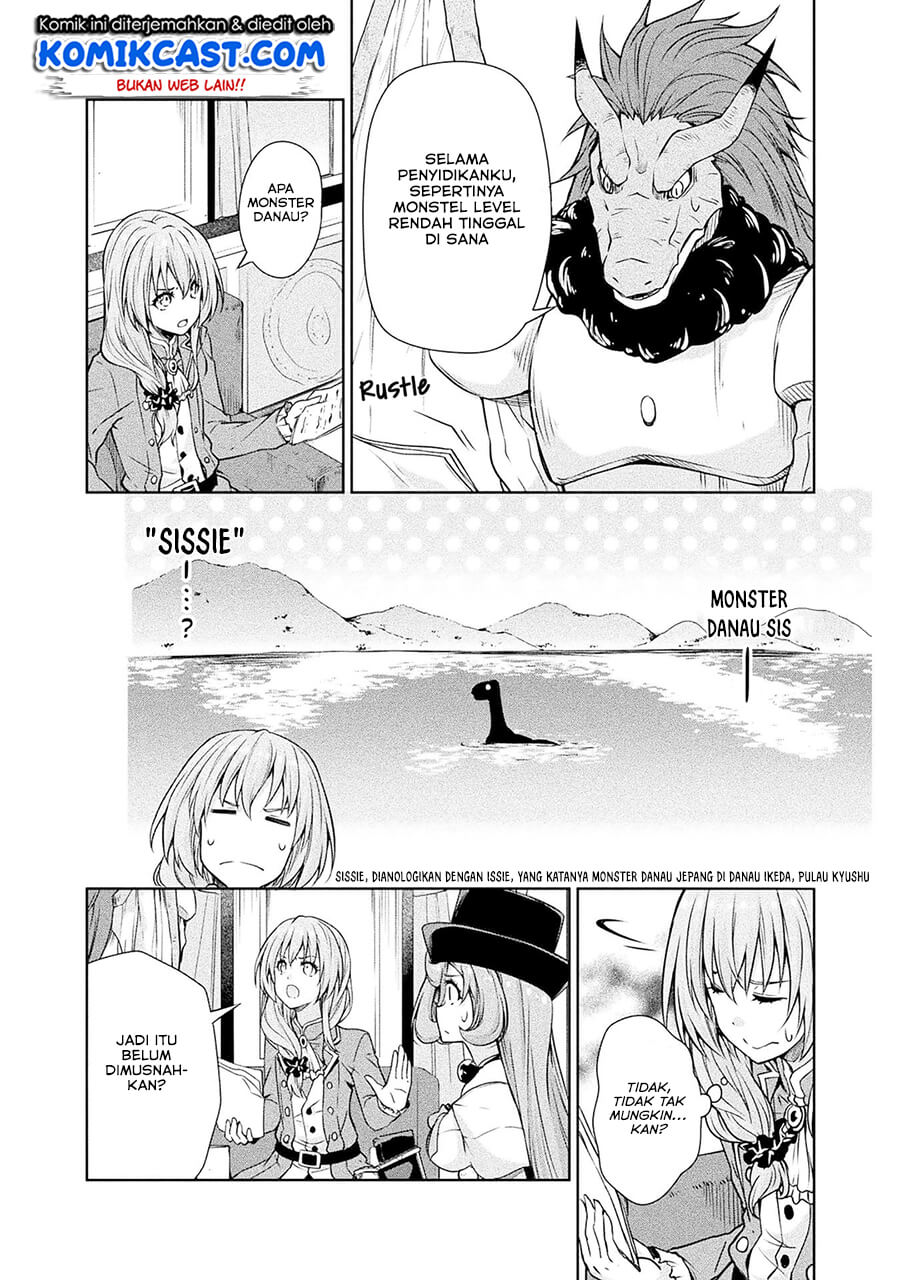 Komik ini diterjemahkan & diedit oleh
KOMIKCAST.COM
BUKAN WEB LAIN!!
SELAMA
PENYIDIKANKU,
SEPERTINYA
MONSTEL LEVEL
RENDAH TINGGAL
DI SANA
Rustle
APA
MONSTER
DANAU?
MONSTER
DANAU SIS
"SISSIE"
...?
SISSIE, DIANOLOGIKAN DENGAN ISSIE, YANG KATANYA MONSTER DANAU JEPANG DI DANAU IKEDA, PULAU KYUSHU
TIDAK,
TIDAK TAK
MUNGKIN...
KAN?
JADI ITU
BELUM
DIMUSNAH-
KAN?